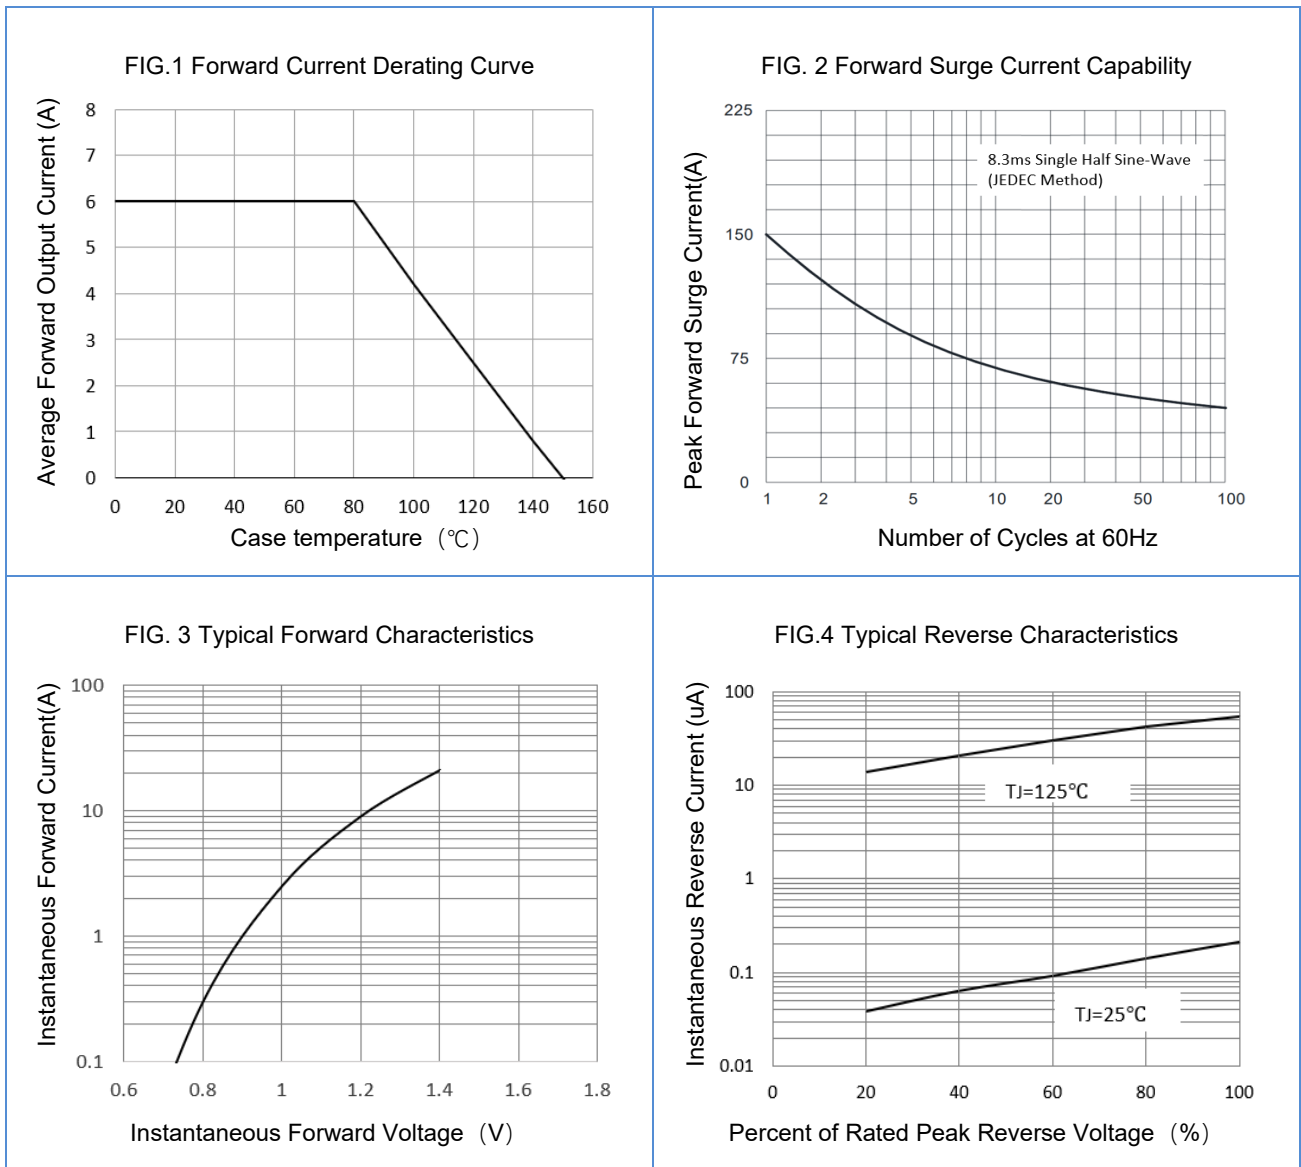 FIG.1 Forward Current Derating Curve
Average Forward Output Current (A)
8
7
6
5
4
3
2
1
0
0 20 40 60 80 100 120 140 160
Case temperature（℃）
FIG. 2 Forward Surge Current Capability
Peak Forward Surge Current(A)
225
150
75
0
8.3ms Single Half Sine-Wave
(JEDEC Method)
1 2 5 10 20 50 100
Number of Cycles at 60Hz
FIG. 3 Typical Forward Characteristics
Instantaneous Forward Current(A)
100
10
1
0.1
0.6 0.8 1 1.2 1.4 1.6 1.8
Instantaneous Forward Voltage（V）
FIG.4 Typical Reverse Characteristics
Instantaneous Reverse Current (uA)
100
10
1
0.1
0.01
TJ=125℃
TJ=25℃
0 20 40 60 80 100
Percent of Rated Peak Reverse Voltage（%）